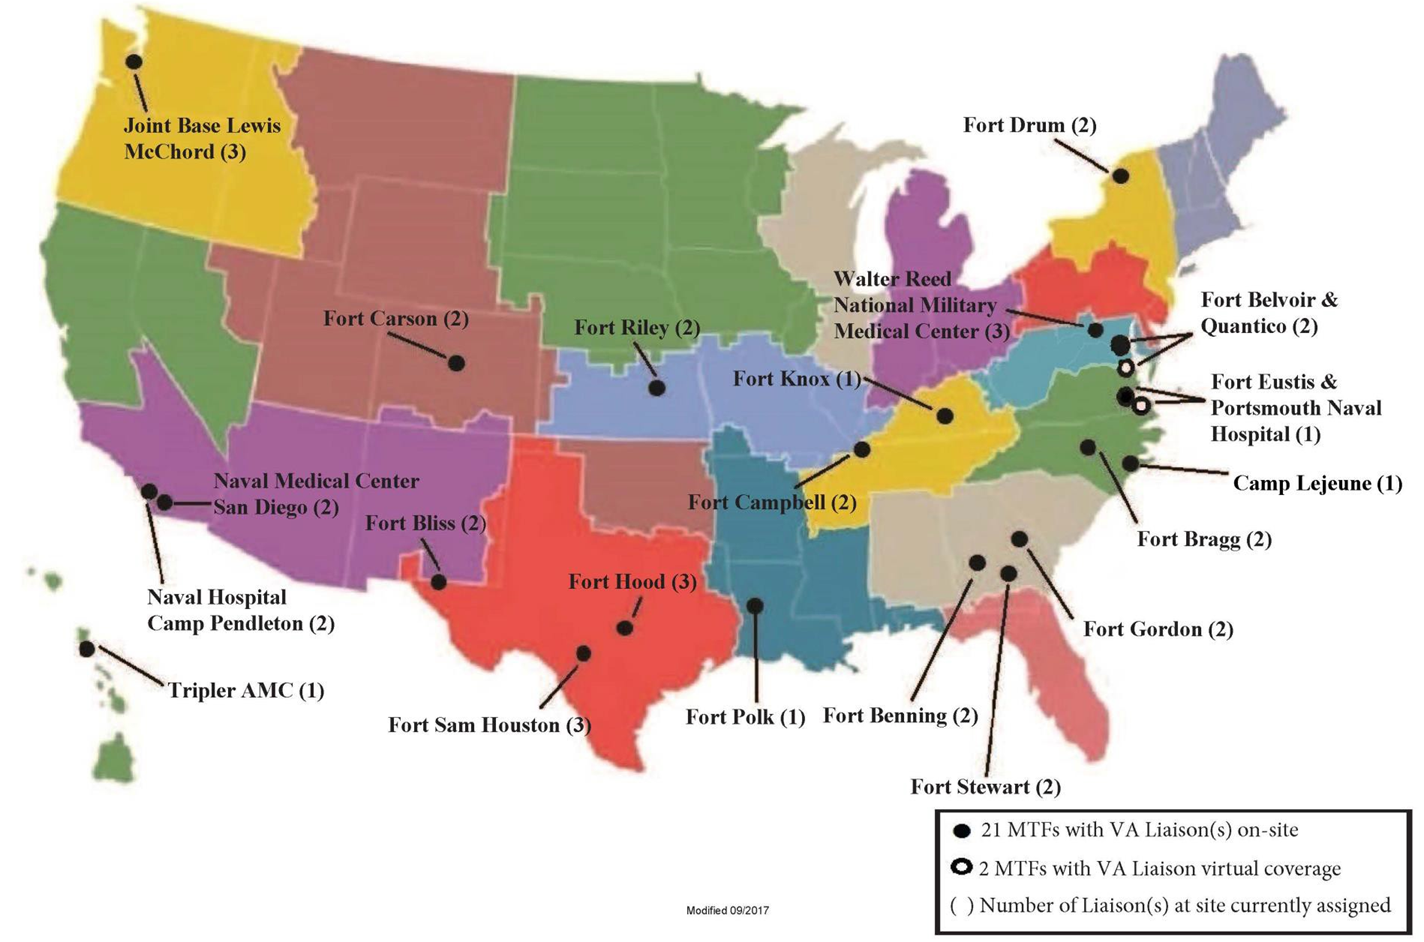 Joint Base Lewis
McChord (3)
Fort Drum (2)
Walter Reed
National Military
Medical Center (3)
Fort Belvoir &
Quantico (2)
Fort Carson (2)
Fort Riley (2)
Fort Knox (1)
Fort Eustis &
Portsmouth Naval
Hospital (1)
Naval Medical Center
San Diego (2)
Fort Bliss (2)
Fort Campbell (2)
Camp Lejeune (1)
Fort Bragg (2)
Naval Hospital
Camp Pendleton (2)
Fort Hood (3)
Fort Gordon (2)
Tripler AMC (1)
Fort Sam Houston (3)
Fort Polk (1)
Fort Benning (2)
Fort Stewart (2)
21 MTFs with VA Liaison(s) on-site
2 MTFs with VA Liaison virtual coverage
( ) Number of Liaison(s) at site currently assigned
Modified 09/2017